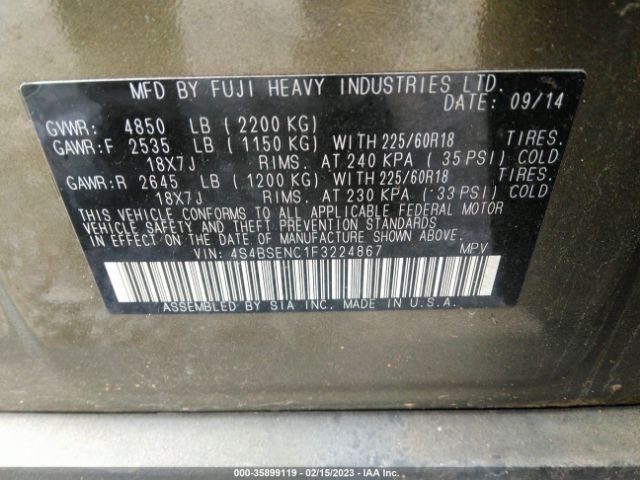 MFD BY FUJI HEAVY INDUSTRIES LTD.
DATE: 09/14
GVWR: 4850 LB ( 2200 KG)
GAWR:F 2535 LB ( 1150 KG) WITH 225/60R18 TIRES.
18X7J RIMS. AT 240 KPA ( 35 PSI) COLD
GAWR:R 2645 LB ( 1200 KG) WITH 225/60R18 TIRES.
18X7J RIMS. AT 230 KPA ( 33 PSI) COLD
THIS VEHICLE CONFORMS TO ALL APPLICABLE FEDERAL MOTOR
VEHICLE SAFETY, BUMPER, AND THEFT PREVENTION STANDARDS
IN EFFECT ON THE DATE OF MANUFACTURE SHOWN ABOVE.
VIN: 4S4BSENC1F3224867 MPV
ASSEMBLED BY SIA INC. MADE IN U.S.A.
000-35899119 - 02/15/2023 - IAA Inc.